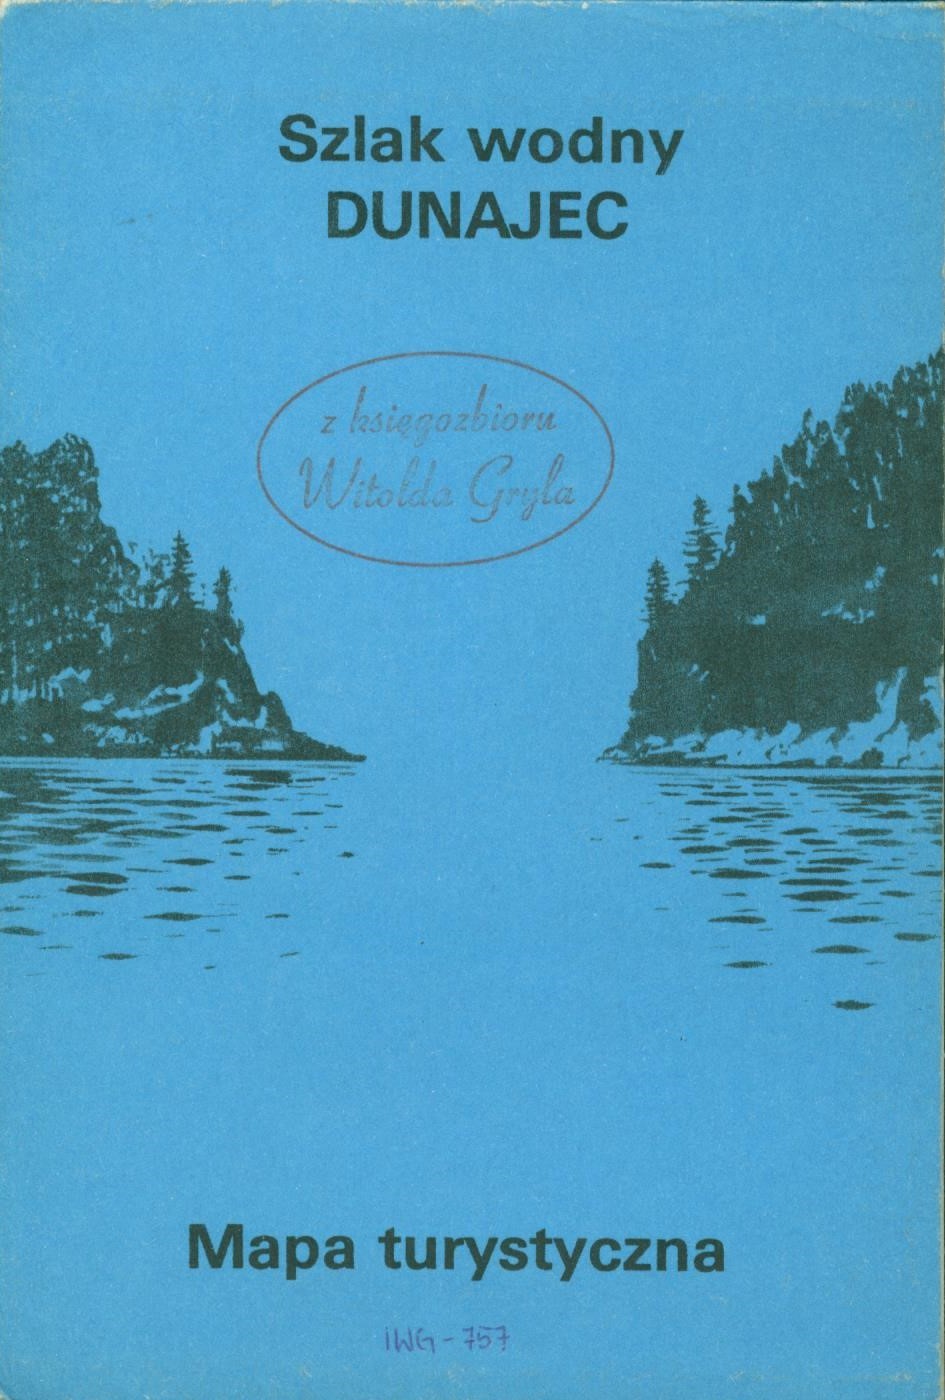 Szlak wodny
DUNAJEC
z księgozbioru
Witolda Gryla
Mapa turystyczna
IWG-757